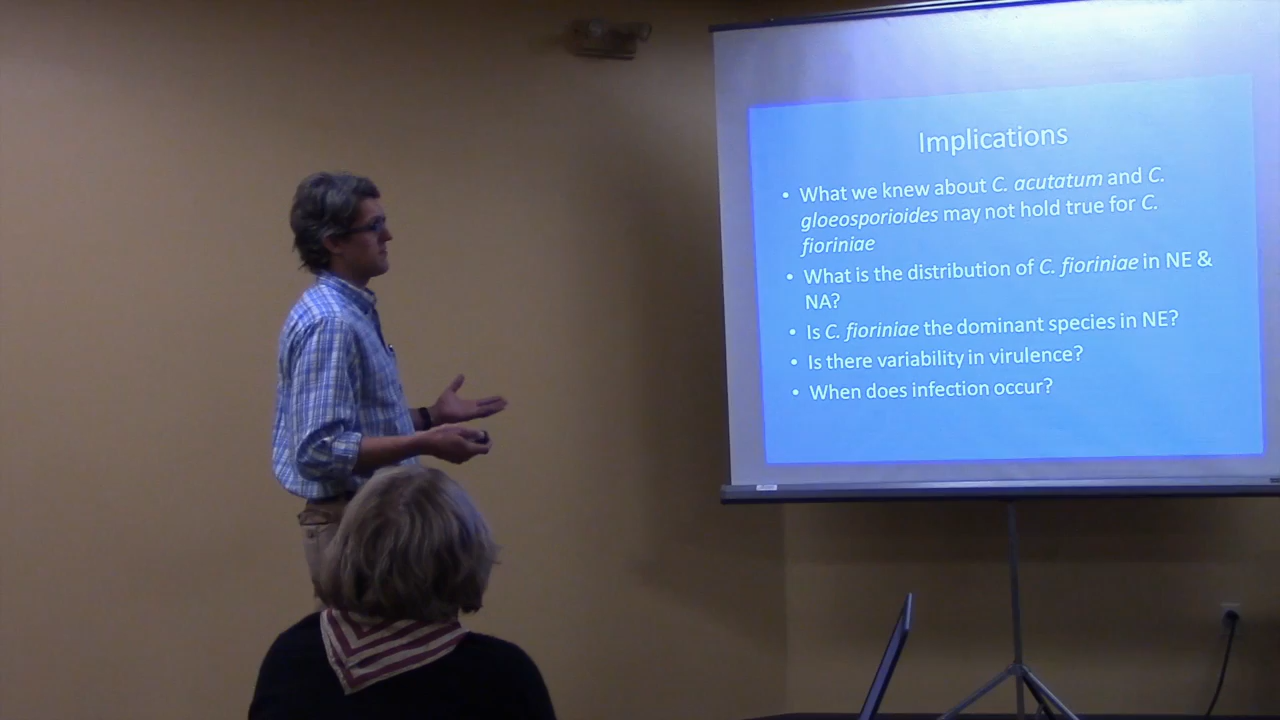 Implications
• What we knew about C. acutatum and C.
gloeosporioides may not hold true for C.
fioriniae
• What is the distribution of C. fioriniae in NE &
NA?
• Is C. fioriniae the dominant species in NE?
• Is there variability in virulence?
• When does infection occur?